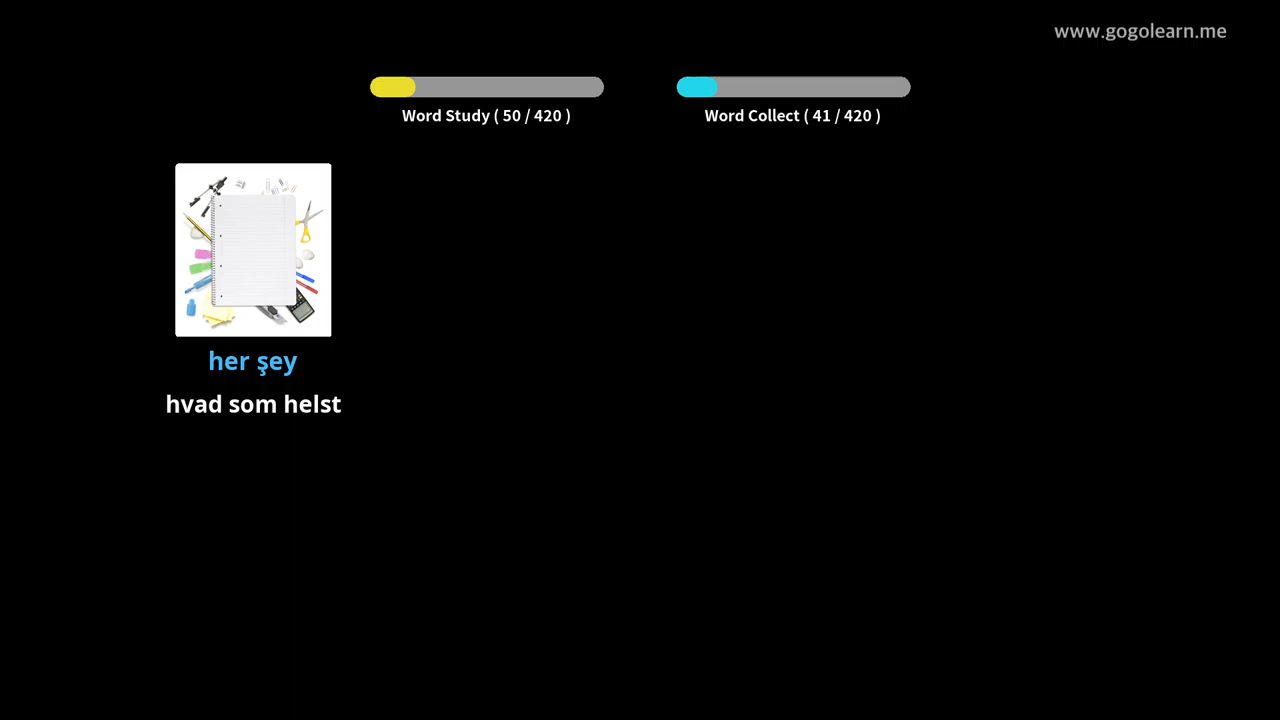 www.gogolearn.me
Word Study ( 50 / 420 )
Word Collect ( 41 / 420 )
her şey
hvad som helst